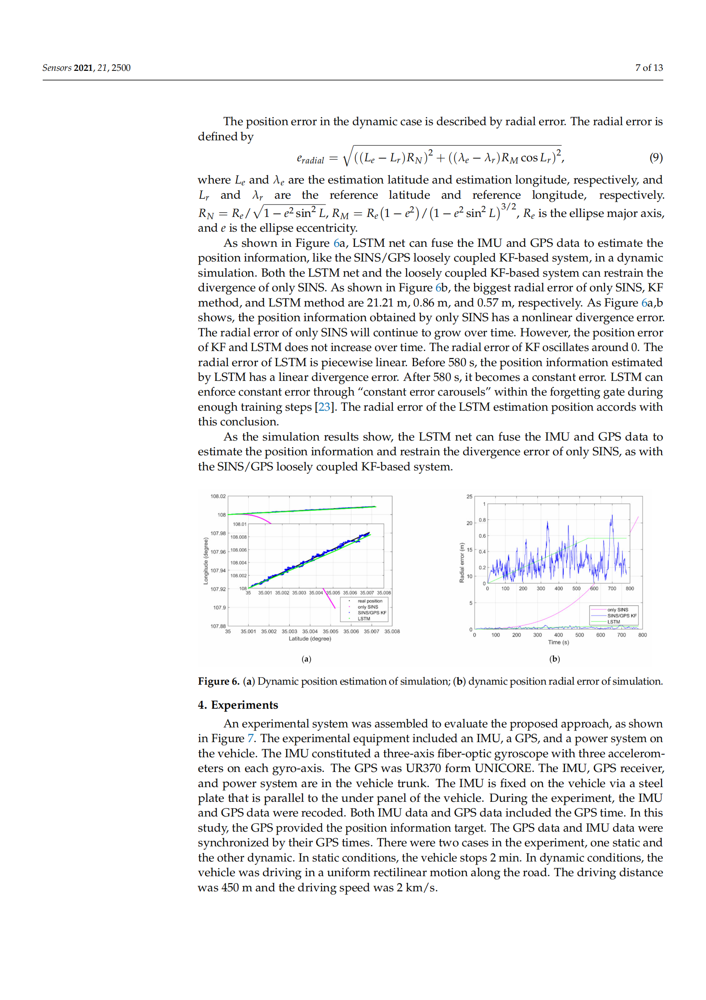 Sensors 2021, 21, 2500
7 of 13
The position error in the dynamic case is described by radial error. The radial error is
defined by
e_radial = √(((L_e − L_r)R_N)² + ((λ_e − λ_r)R_M cos L_r)²), (9)
where L_e and λ_e are the estimation latitude and estimation longitude, respectively, and
L_r and λ_r are the reference latitude and reference longitude, respectively.
R_N = R_e/√(1 − e² sin² L), R_M = R_e(1 − e²)/(1 − e² sin² L)^{3/2}, R_e is the ellipse major axis,
and e is the ellipse eccentricity.
As shown in Figure 6a, LSTM net can fuse the IMU and GPS data to estimate the
position information, like the SINS/GPS loosely coupled KF-based system, in a dynamic
simulation. Both the LSTM net and the loosely coupled KF-based system can restrain the
divergence of only SINS. As shown in Figure 6b, the biggest radial error of only SINS, KF
method, and LSTM method are 21.21 m, 0.86 m, and 0.57 m, respectively. As Figure 6a,b
shows, the position information obtained by only SINS has a nonlinear divergence error.
The radial error of only SINS will continue to grow over time. However, the position error
of KF and LSTM does not increase over time. The radial error of KF oscillates around 0. The
radial error of LSTM is piecewise linear. Before 580 s, the position information estimated
by LSTM has a linear divergence error. After 580 s, it becomes a constant error. LSTM can
enforce constant error through “constant error carousels” within the forgetting gate during
enough training steps [23]. The radial error of the LSTM estimation position accords with
this conclusion.
As the simulation results show, the LSTM net can fuse the IMU and GPS data to
estimate the position information and restrain the divergence error of only SINS, as with
the SINS/GPS loosely coupled KF-based system.
108.02
108
107.98
107.96
107.94
107.92
107.9
107.88
Longitude (degree)
108.01
108.008
108.006
108.004
108.002
108
35 35.001 35.002 35.003 35.004 35.005 35.006 35.007 35.008
real position
only SINS
SINS/GPS KF
LSTM
35 35.001 35.002 35.003 35.004 35.005 35.006 35.007 35.008
Latitude (degree)
(a)
25
20
15
10
5
0
Radial error (m)
1
0.8
0.6
0.4
0.2
0
0 100 200 300 400 500 600 700 800
only SINS
SINS/GPS KF
LSTM
0 100 200 300 400 500 600 700 800
Time (s)
(b)
Figure 6. (a) Dynamic position estimation of simulation; (b) dynamic position radial error of simulation.
4. Experiments
An experimental system was assembled to evaluate the proposed approach, as shown
in Figure 7. The experimental equipment included an IMU, a GPS, and a power system on
the vehicle. The IMU constituted a three-axis fiber-optic gyroscope with three accelerom-
eters on each gyro-axis. The GPS was UR370 form UNICORE. The IMU, GPS receiver,
and power system are in the vehicle trunk. The IMU is fixed on the vehicle via a steel
plate that is parallel to the under panel of the vehicle. During the experiment, the IMU
and GPS data were recoded. Both IMU data and GPS data included the GPS time. In this
study, the GPS provided the position information target. The GPS data and IMU data were
synchronized by their GPS times. There were two cases in the experiment, one static and
the other dynamic. In static conditions, the vehicle stops 2 min. In dynamic conditions, the
vehicle was driving in a uniform rectilinear motion along the road. The driving distance
was 450 m and the driving speed was 2 km/s.